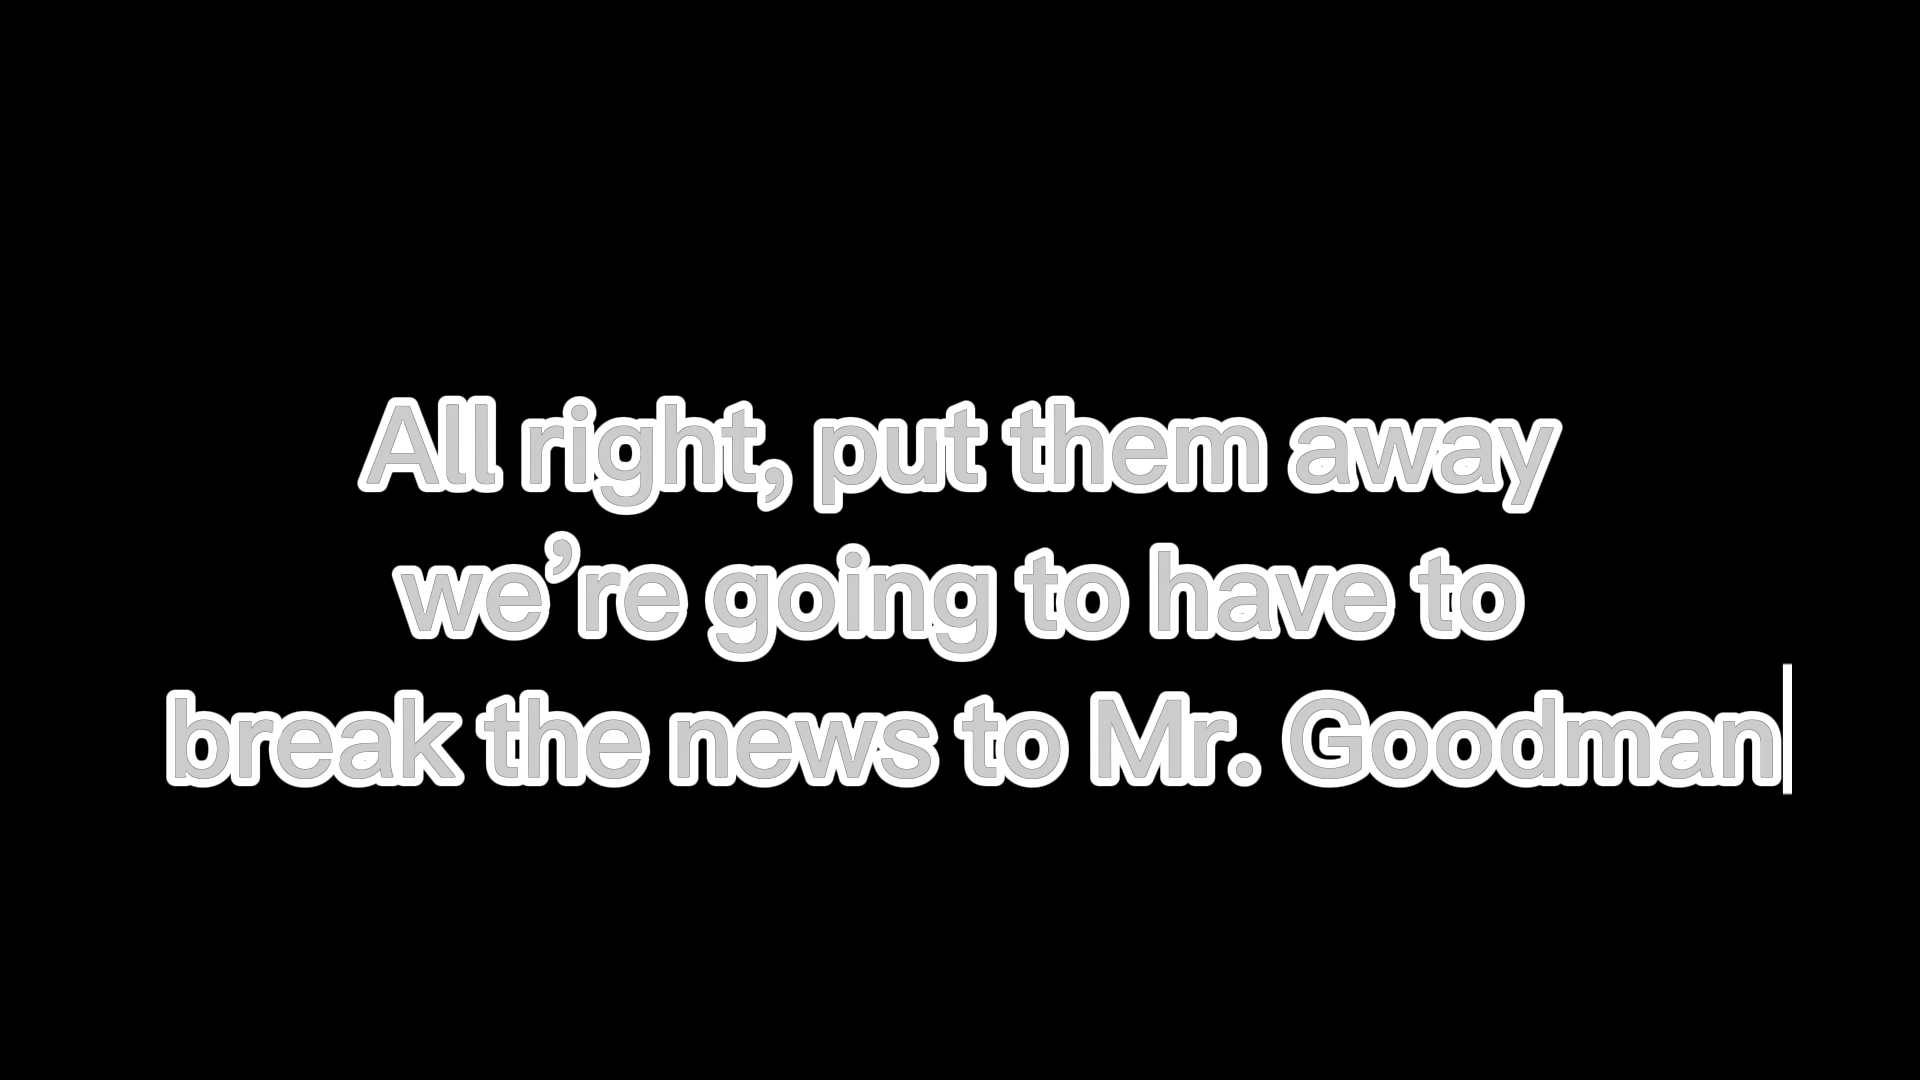 All right, put them away
we’re going to have to
break the news to Mr. Goodman